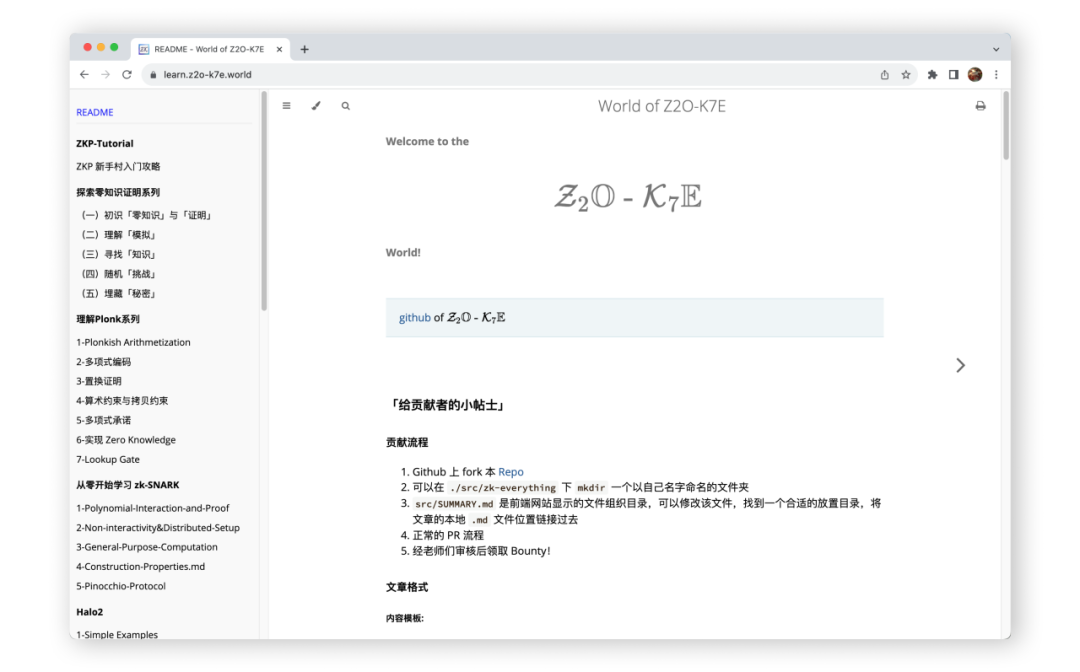 README - World of Z2O-K7E
learn.z2o-k7e.world
README
ZKP-Tutorial
ZKP 新手村入门攻略
探索零知识证明系列
（一）初识「零知识」与「证明」
（二）理解「模拟」
（三）寻找「知识」
（四）随机「挑战」
（五）埋藏「秘密」
理解Plonk系列
1-Plonkish Arithmetization
2-多项式编码
3-置换证明
4-算术约束与拷贝约束
5-多项式承诺
6-实现 Zero Knowledge
7-Lookup Gate
从零开始学习 zk-SNARK
1-Polynomial-Interaction-and-Proof
2-Non-interactivity&Distributed-Setup
3-General-Purpose-Computation
4-Construction-Properties.md
5-Pinocchio-Protocol
Halo2
1-Simple Examples
World of Z2O-K7E
Welcome to the
𝒵₂𝕆 - 𝒦₇𝔼
World!
github of 𝒵₂𝕆 - 𝒦₇𝔼
「给贡献者的小帖士」
贡献流程
1. Github 上 fork 本 Repo
2. 可以在 ./src/zk-everything 下 mkdir 一个以自己名字命名的文件夹
3. src/SUMMARY.md 是前端网站显示的文件组织目录，可以修改该文件，找到一个合适的放置目录，将
文章的本地 .md 文件位置链接过去
4. 正常的 PR 流程
5. 经老师们审核后领取 Bounty!
文章格式
内容模板: